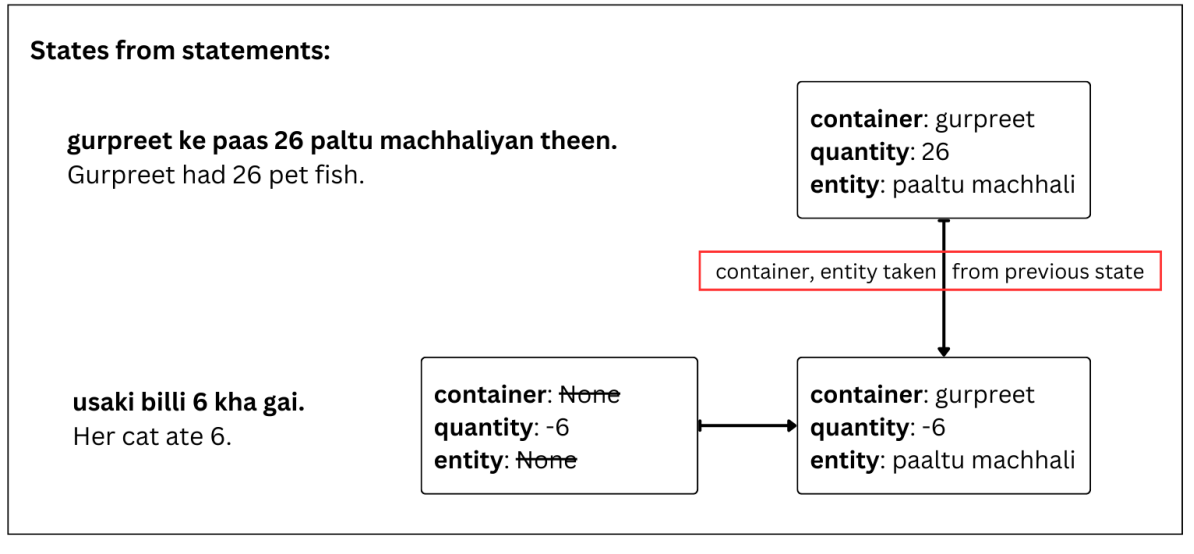 States from statements:
gurpreet ke paas 26 paltu machhaliyan theen.
Gurpreet had 26 pet fish.
container: gurpreet
quantity: 26
entity: paaltu machhali
container, entity taken from previous state
usaki billi 6 kha gai.
Her cat ate 6.
container: None
quantity: -6
entity: None
container: gurpreet
quantity: -6
entity: paaltu machhali